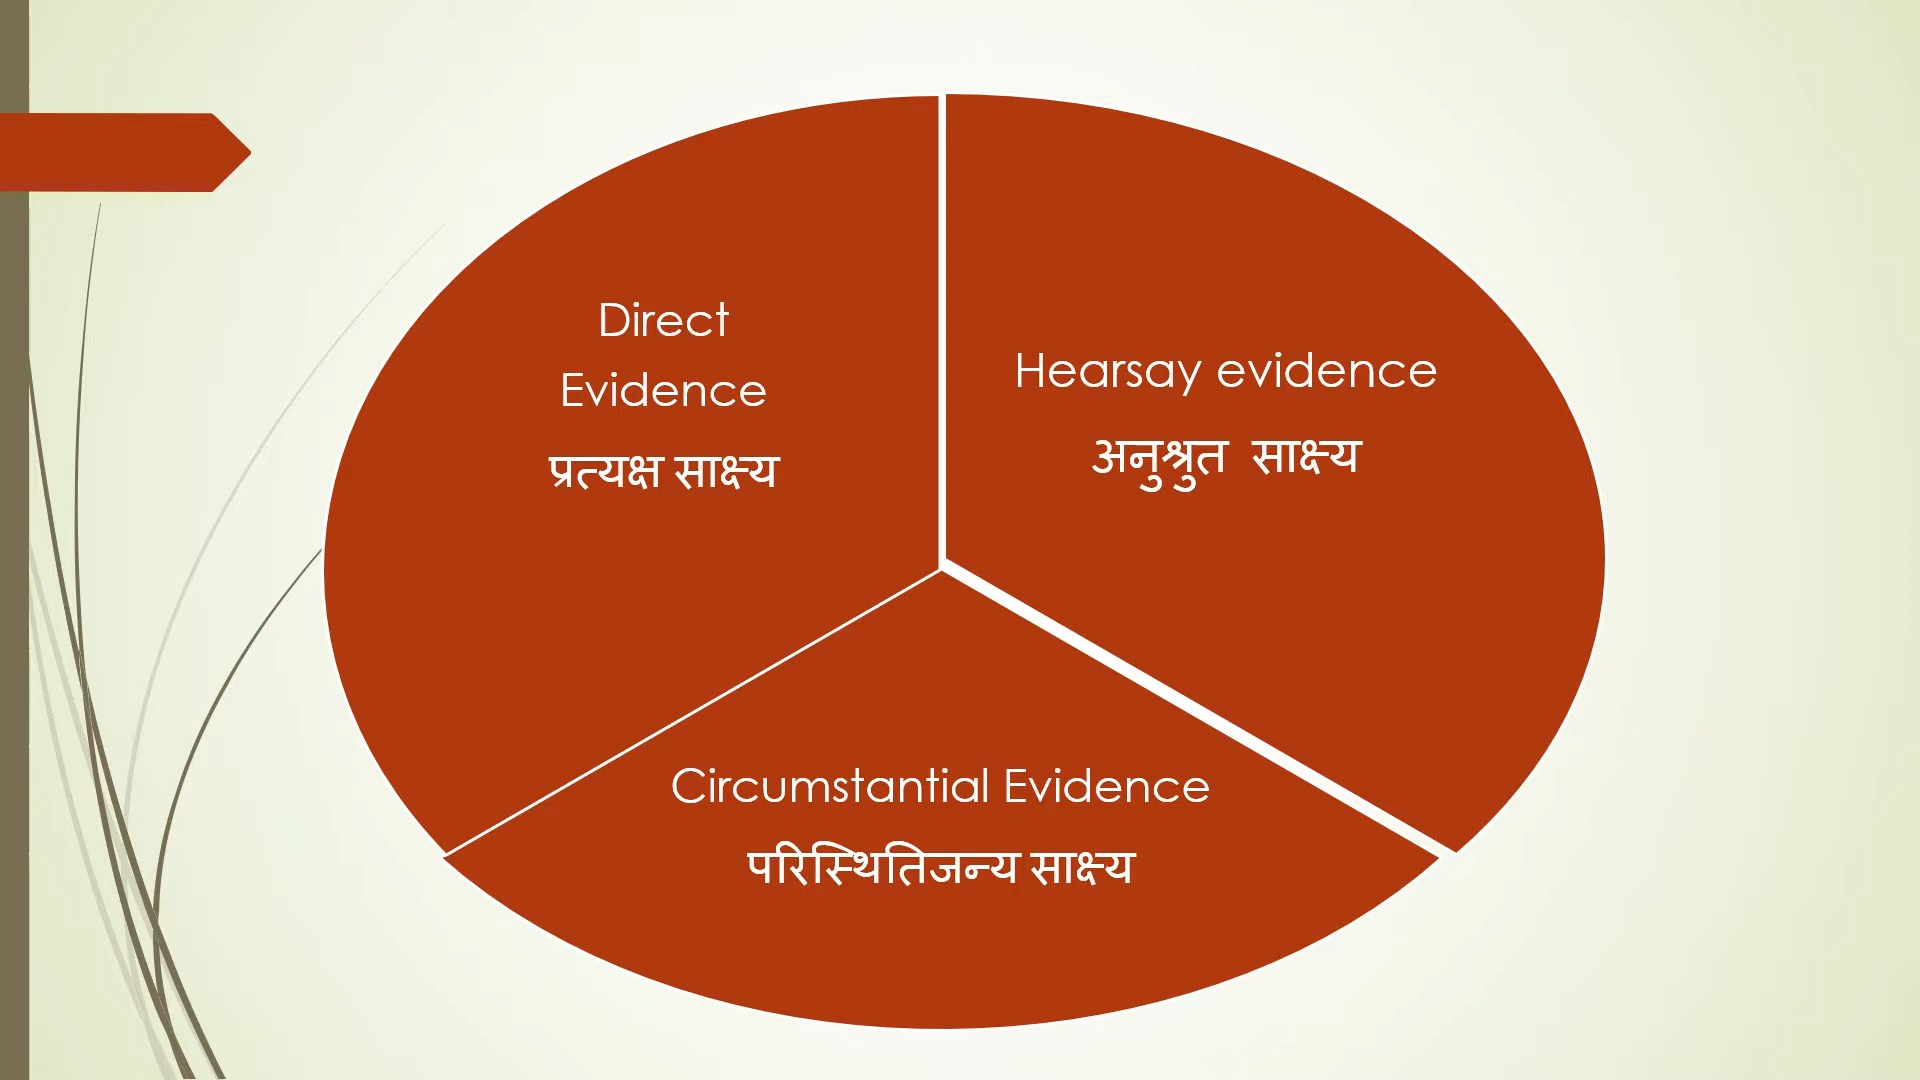 Direct
Evidence
प्रत्यक्ष साक्ष्य
Hearsay evidence
अनुश्रुत साक्ष्य
Circumstantial Evidence
परिस्थितिजन्य साक्ष्य